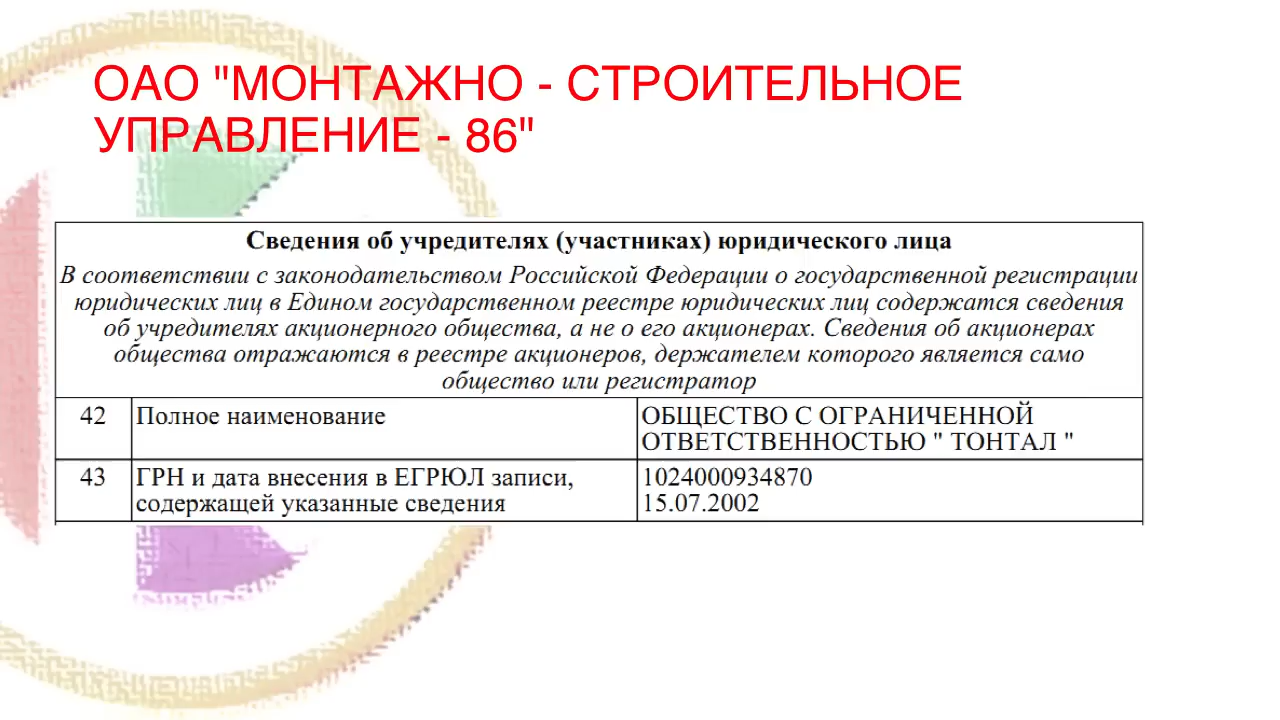 ОАО "МОНТАЖНО - СТРОИТЕЛЬНОЕ
УПРАВЛЕНИЕ - 86"
Сведения об учредителях (участниках) юридического лица
В соответствии с законодательством Российской Федерации о государственной регистрации
юридических лиц в Едином государственном реестре юридических лиц содержатся сведения
об учредителях акционерного общества, а не о его акционерах. Сведения об акционерах
общества отражаются в реестре акционеров, держателем которого является само
общество или регистратор
42 Полное наименование ОБЩЕСТВО С ОГРАНИЧЕННОЙ
ОТВЕТСТВЕННОСТЬЮ " ТОНТАЛ "
43 ГРН и дата внесения в ЕГРЮЛ записи, 1024000934870
содержащей указанные сведения 15.07.2002